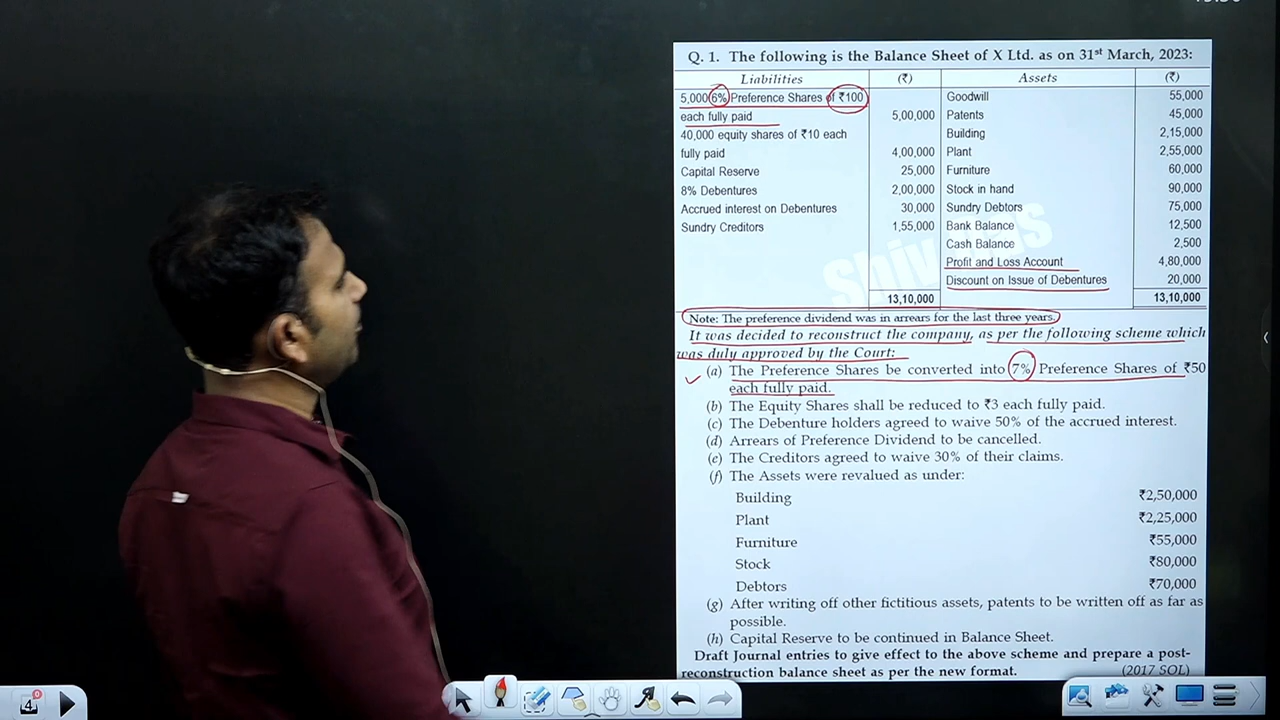 Q. 1. The following is the Balance Sheet of X Ltd. as on 31st March, 2023:
Liabilities (₹) Assets (₹)
5,000 6% Preference Shares of ₹100 Goodwill 55,000
each fully paid 5,00,000 Patents 45,000
40,000 equity shares of ₹10 each Building 2,15,000
fully paid 4,00,000 Plant 2,55,000
Capital Reserve 25,000 Furniture 60,000
8% Debentures 2,00,000 Stock in hand 90,000
Accrued interest on Debentures 30,000 Sundry Debtors 75,000
Sundry Creditors 1,55,000 Bank Balance 12,500
Cash Balance 2,500
Profit and Loss Account 4,80,000
Discount on Issue of Debentures 20,000
13,10,000 13,10,000
Note: The preference dividend was in arrears for the last three years.
It was decided to reconstruct the company, as per the following scheme which
was duly approved by the Court:
(a) The Preference Shares be converted into 7% Preference Shares of ₹50
each fully paid.
(b) The Equity Shares shall be reduced to ₹3 each fully paid.
(c) The Debenture holders agreed to waive 50% of the accrued interest.
(d) Arrears of Preference Dividend to be cancelled.
(e) The Creditors agreed to waive 30% of their claims.
(f) The Assets were revalued as under:
Building ₹2,50,000
Plant ₹2,25,000
Furniture ₹55,000
Stock ₹80,000
Debtors ₹70,000
(g) After writing off other fictitious assets, patents to be written off as far as
possible.
(h) Capital Reserve to be continued in Balance Sheet.
Draft Journal entries to give effect to the above scheme and prepare a post-
reconstruction balance sheet as per the new format. (2017 SOL)
4
0